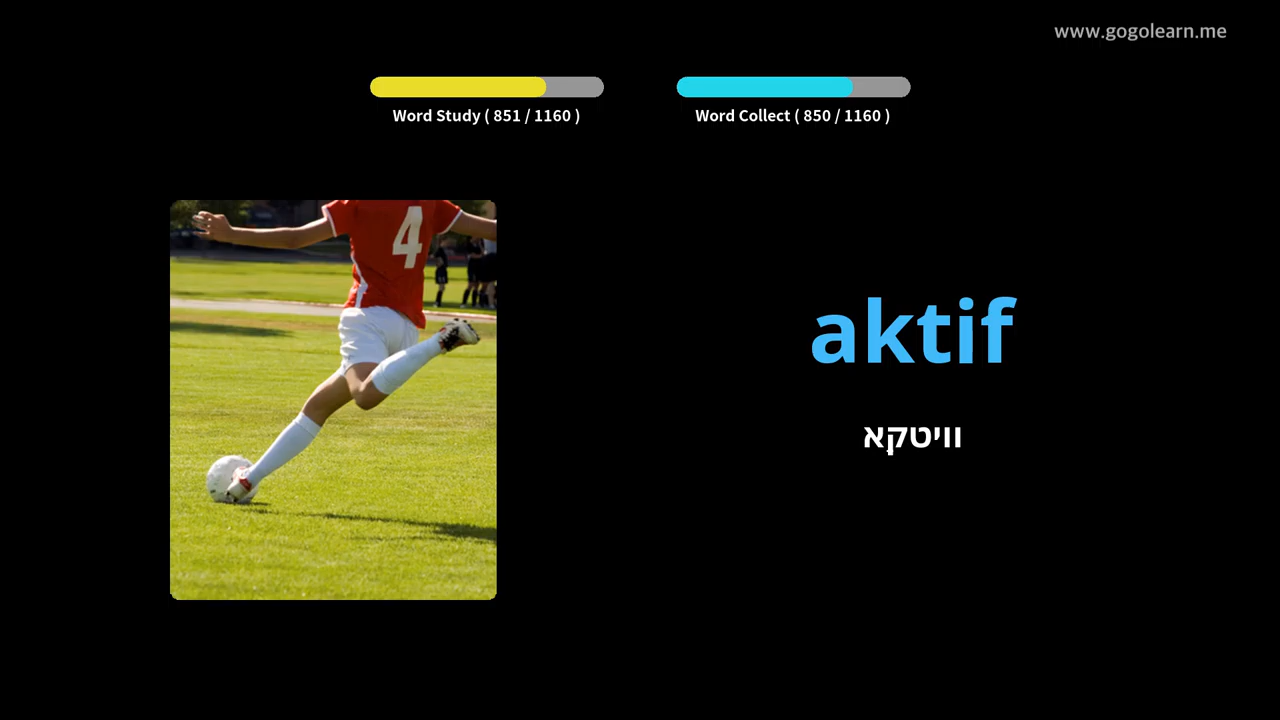 www.gogolearn.me
Word Study ( 851 / 1160 )
Word Collect ( 850 / 1160 )
4
aktif
וויטקא